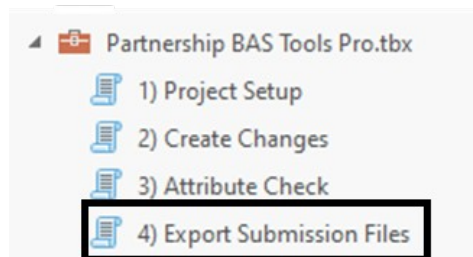 Partnership BAS Tools Pro.tbx
1) Project Setup
2) Create Changes
3) Attribute Check
4) Export Submission Files